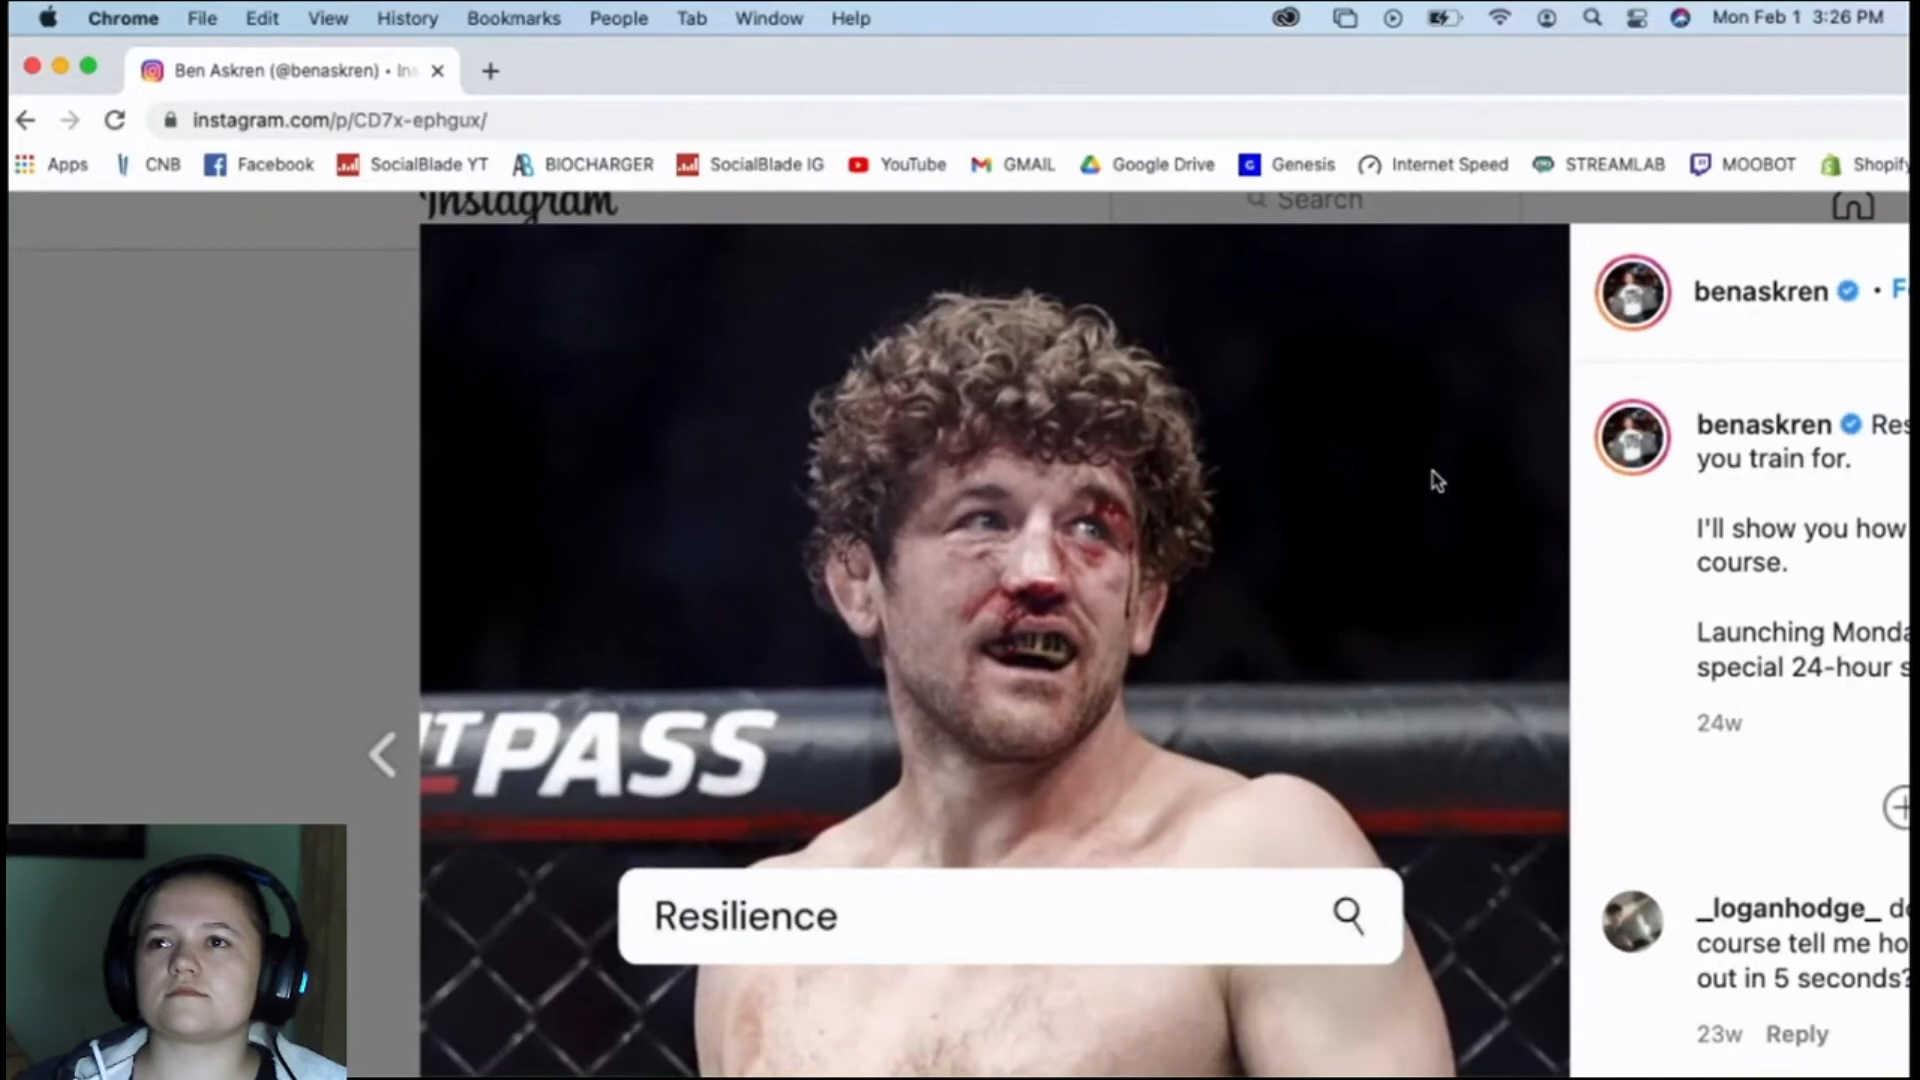 Chrome File Edit View History Bookmarks People Tab Window Help Mon Feb 1 3:26 PM
Ben Askren (@benaskren) • Ins
instagram.com/p/CD7x-ephgux/
Apps CNB Facebook SocialBlade YT BIOCHARGER SocialBlade IG YouTube GMAIL Google Drive Genesis Internet Speed STREAMLAB MOOBOT Shopify
Instagram Search
benaskren •
benaskren
you train for.
I'll show you how
course.
Launching
special 24-hour
24w
PASS
Resilience
_loganhodge_
course tell me
out in 5 seconds?
23w Reply